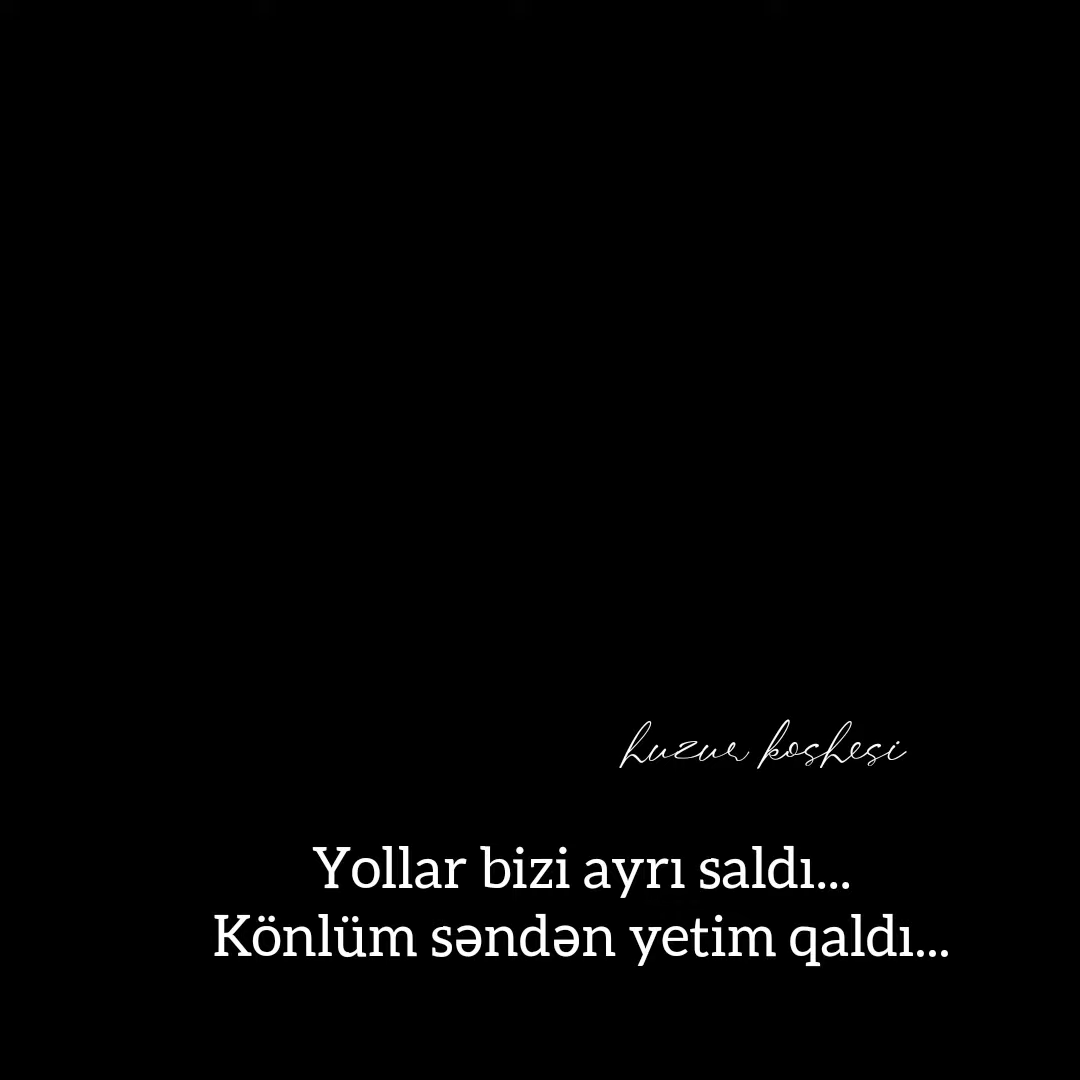 huzur koshesi
Yollar bizi ayrı saldı...
Könlüm səndən yetim qaldı...